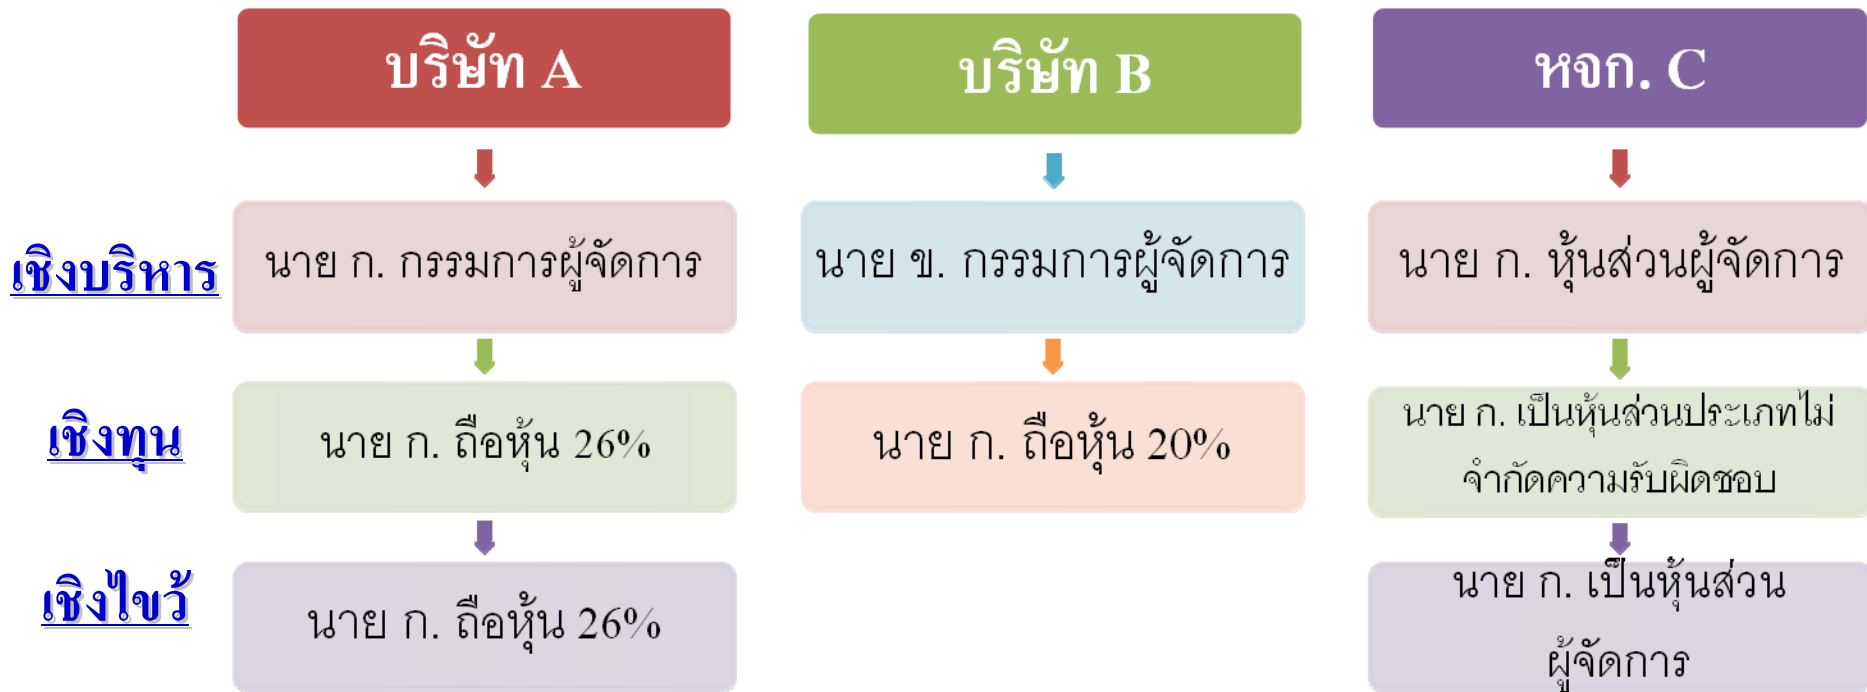 บริษัท A
บริษัท B
หจก. C
เชิงบริหาร
นาย ก. กรรมการผู้จัดการ
นาย ข. กรรมการผู้จัดการ
นาย ก. หุ้นส่วนผู้จัดการ
เชิงทุน
นาย ก. ถือหุ้น 26%
นาย ก. ถือหุ้น 20%
นาย ก. เป็นหุ้นส่วนประเภทไม่
จำกัดความรับผิดชอบ
เชิงไขว้
นาย ก. ถือหุ้น 26%
นาย ก. เป็นหุ้นส่วน
ผู้จัดการ